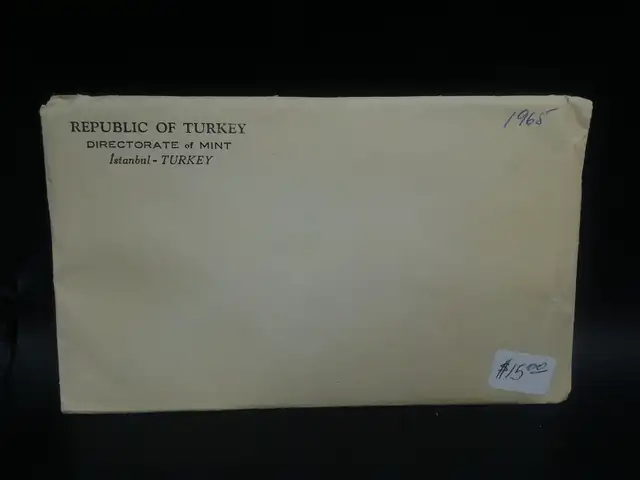 REPUBLIC OF TURKEY
DIRECTORATE of MINT
İstanbul - TURKEY
1965
$15.00